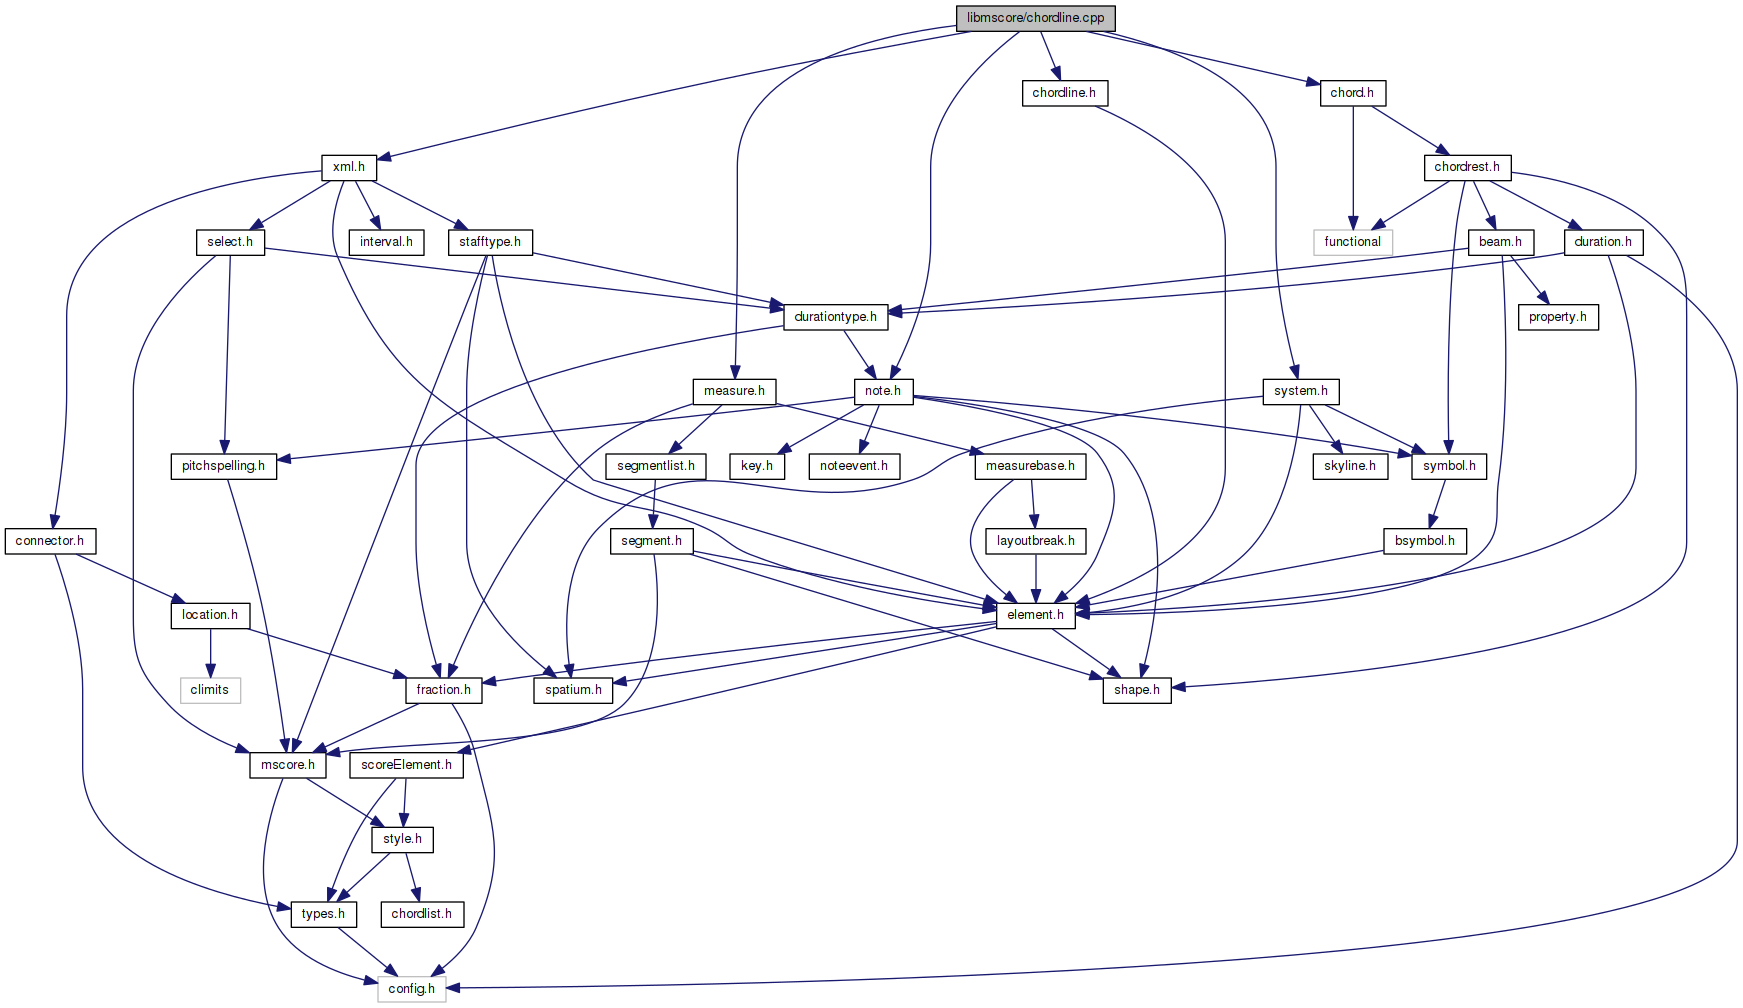 libmscore/chordline.cpp
chordline.h
chord.h
xml.h
chordrest.h
select.h
interval.h
stafftype.h
functional
beam.h
duration.h
durationtype.h
property.h
measure.h
note.h
system.h
pitchspelling.h
segmentlist.h
key.h
noteevent.h
measurebase.h
skyline.h
symbol.h
connector.h
segment.h
layoutbreak.h
bsymbol.h
location.h
element.h
climits
fraction.h
spatium.h
shape.h
mscore.h
scoreElement.h
style.h
types.h
chordlist.h
config.h